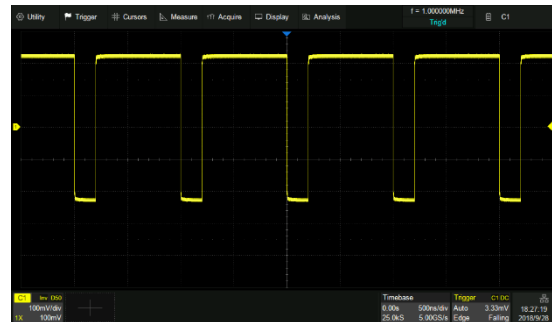 Utility Trigger Cursors Measure Acquire Display Analysis
f = 1.000000MHz
Trig'd
C1
C1 Inv D50
100mV/div
1X 100mV
Timebase
0.00s 500ns/div
25.0kS 5.00GS/s
Trigger C1 DC
Auto 3.33mV
Edge Falling
18:27:19
2018/9/28